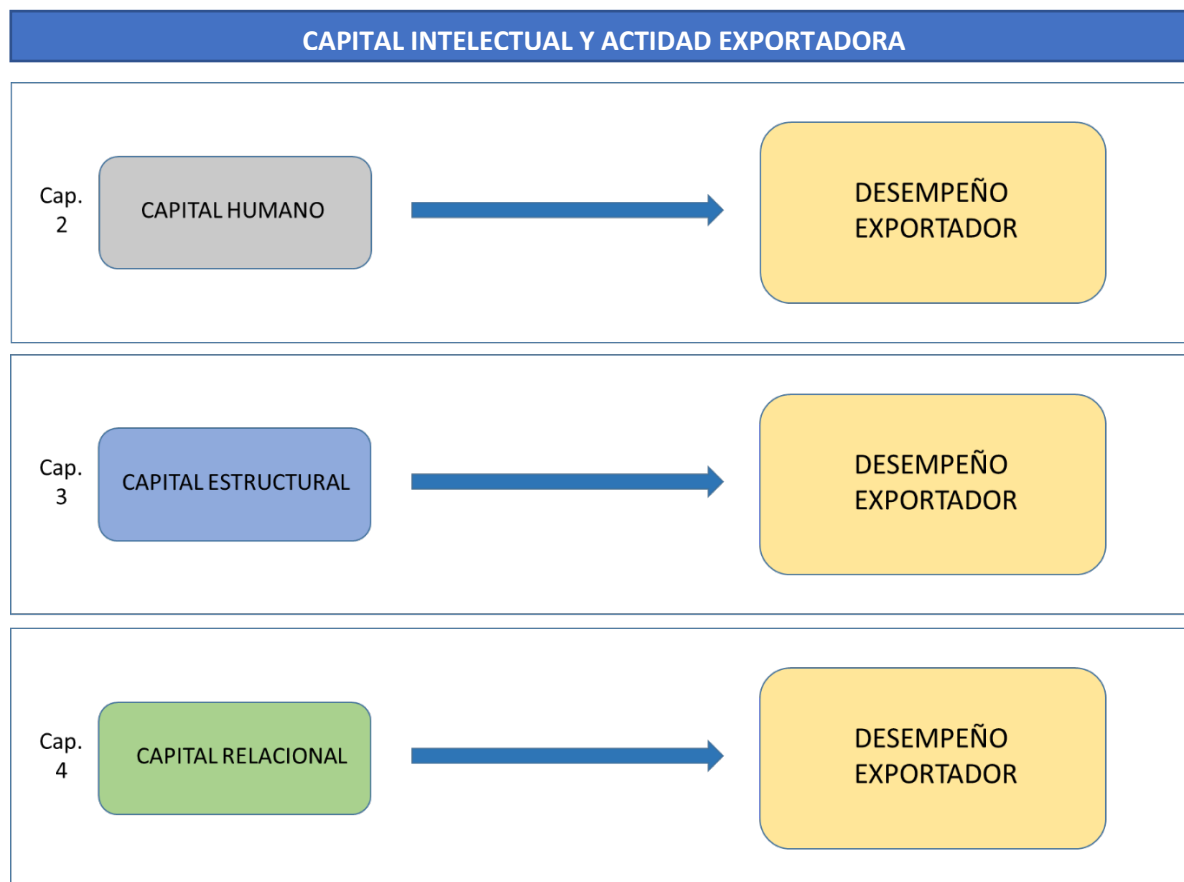 CAPITAL INTELECTUAL Y ACTIDAD EXPORTADORA
Cap.
2
CAPITAL HUMANO
DESEMPEÑO
EXPORTADOR
Cap.
3
CAPITAL ESTRUCTURAL
DESEMPEÑO
EXPORTADOR
Cap.
4
CAPITAL RELACIONAL
DESEMPEÑO
EXPORTADOR